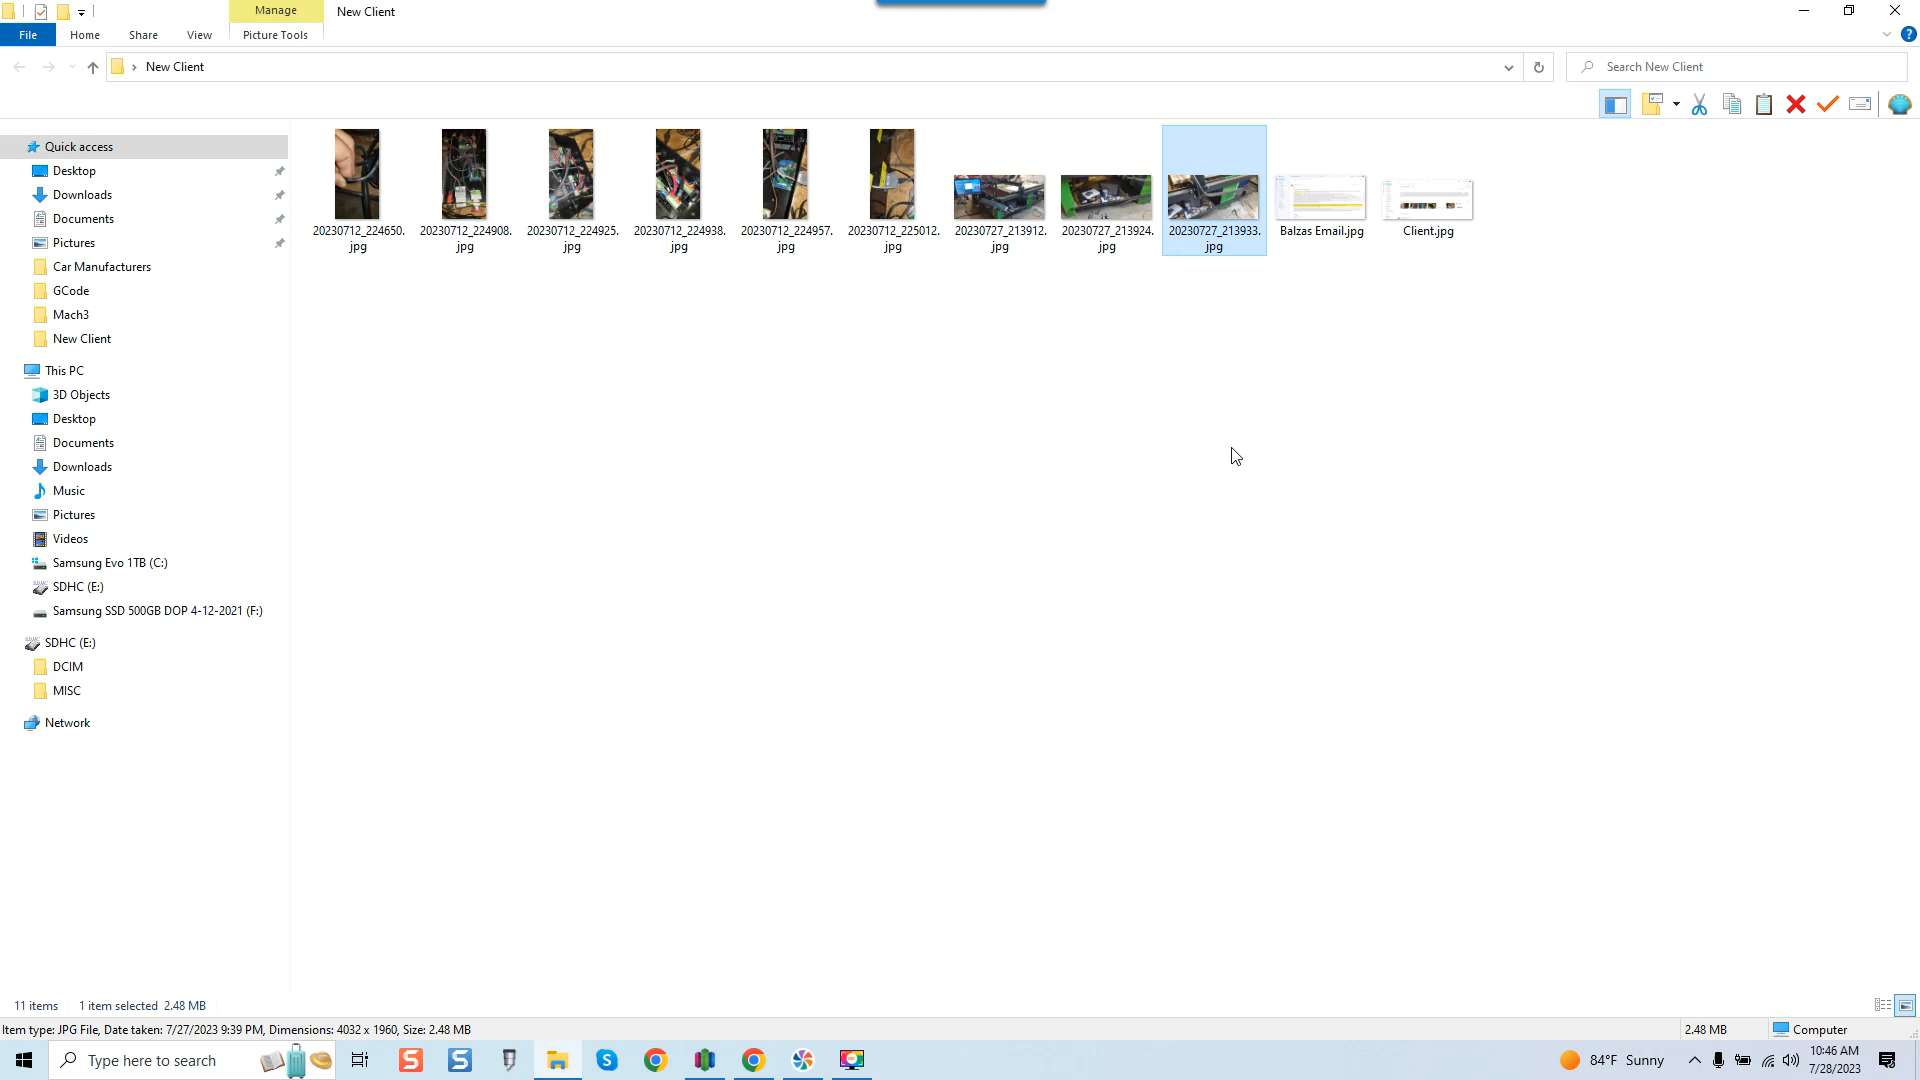 Manage
New Client
File
Home
Share
View
Picture Tools
New Client
Search New Client
Quick access
Desktop
Downloads
Documents
Pictures
Car Manufacturers
GCode
Mach3
New Client
This PC
3D Objects
Desktop
Documents
Downloads
Music
Pictures
Videos
Samsung Evo 1TB (C:)
SDHC (E:)
Samsung SSD 500GB DOP 4-12-2021 (F:)
SDHC (E:)
DCIM
MISC
Network
20230712_224650.
jpg
20230712_224908.
jpg
20230712_224925.
jpg
20230712_224938.
jpg
20230712_224957.
jpg
20230712_225012.
jpg
20230727_213912.
jpg
20230727_213924.
jpg
20230727_213933.
jpg
Balzas Email.jpg
Client.jpg
11 items
1 item selected 2.48 MB
Item type: JPG File, Date taken: 7/27/2023 9:39 PM, Dimensions: 4032 x 1960, Size: 2.48 MB
2.48 MB
Computer
Type here to search
84°F Sunny
10:46 AM
7/28/2023